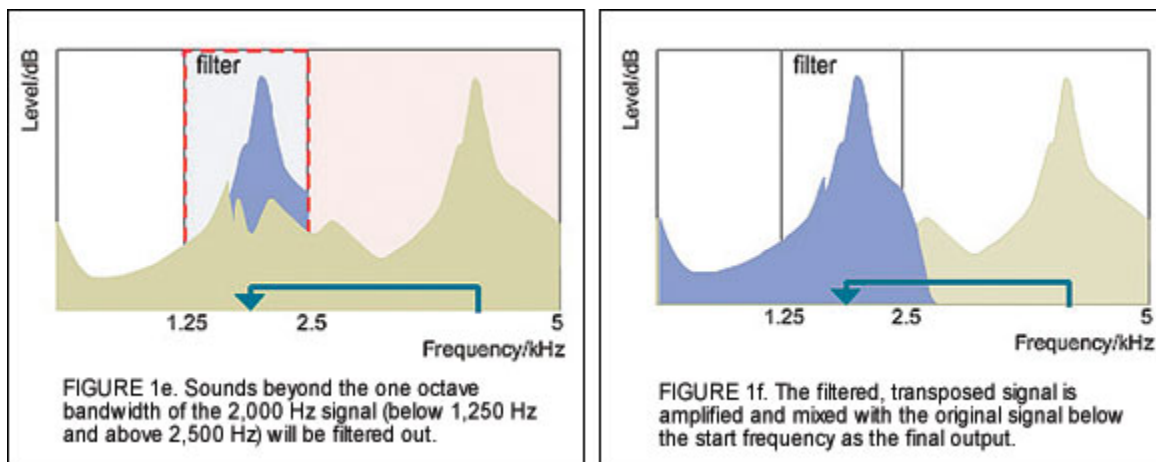 Level/dB
filter
1.25
2.5
5
Frequency/kHz
FIGURE 1e. Sounds beyond the one octave
bandwidth of the 2,000 Hz signal (below 1,250 Hz
and above 2,500 Hz) will be filtered out.
Level/dB
filter
1.25
2.5
5
Frequency/kHz
FIGURE 1f. The filtered, transposed signal is
amplified and mixed with the original signal below
the start frequency as the final output.